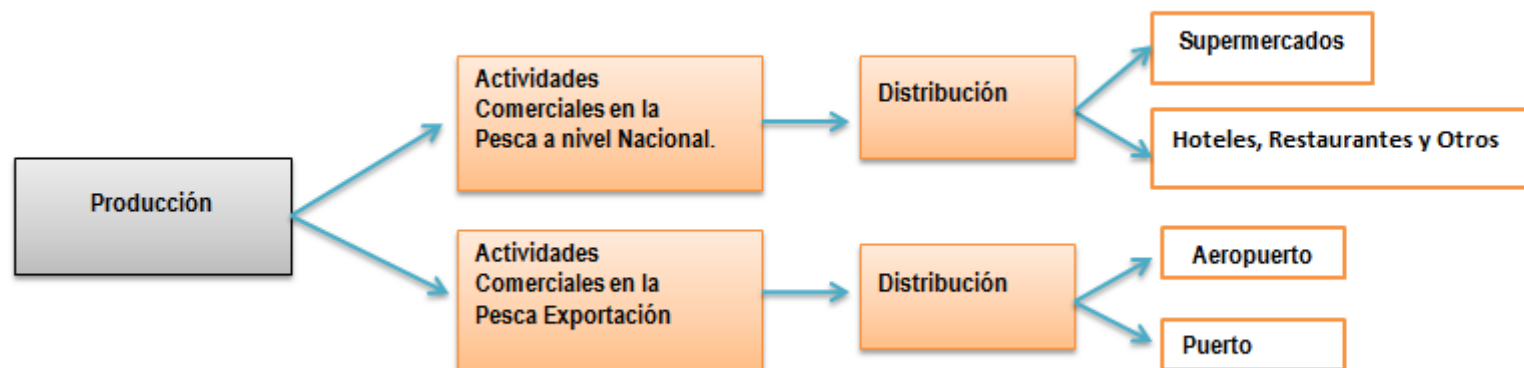 Producción
Actividades
Comerciales en la
Pesca a nivel Nacional.
Distribución
Supermercados
Hoteles, Restaurantes y Otros
Actividades
Comerciales en la
Pesca Exportación
Distribución
Aeropuerto
Puerto